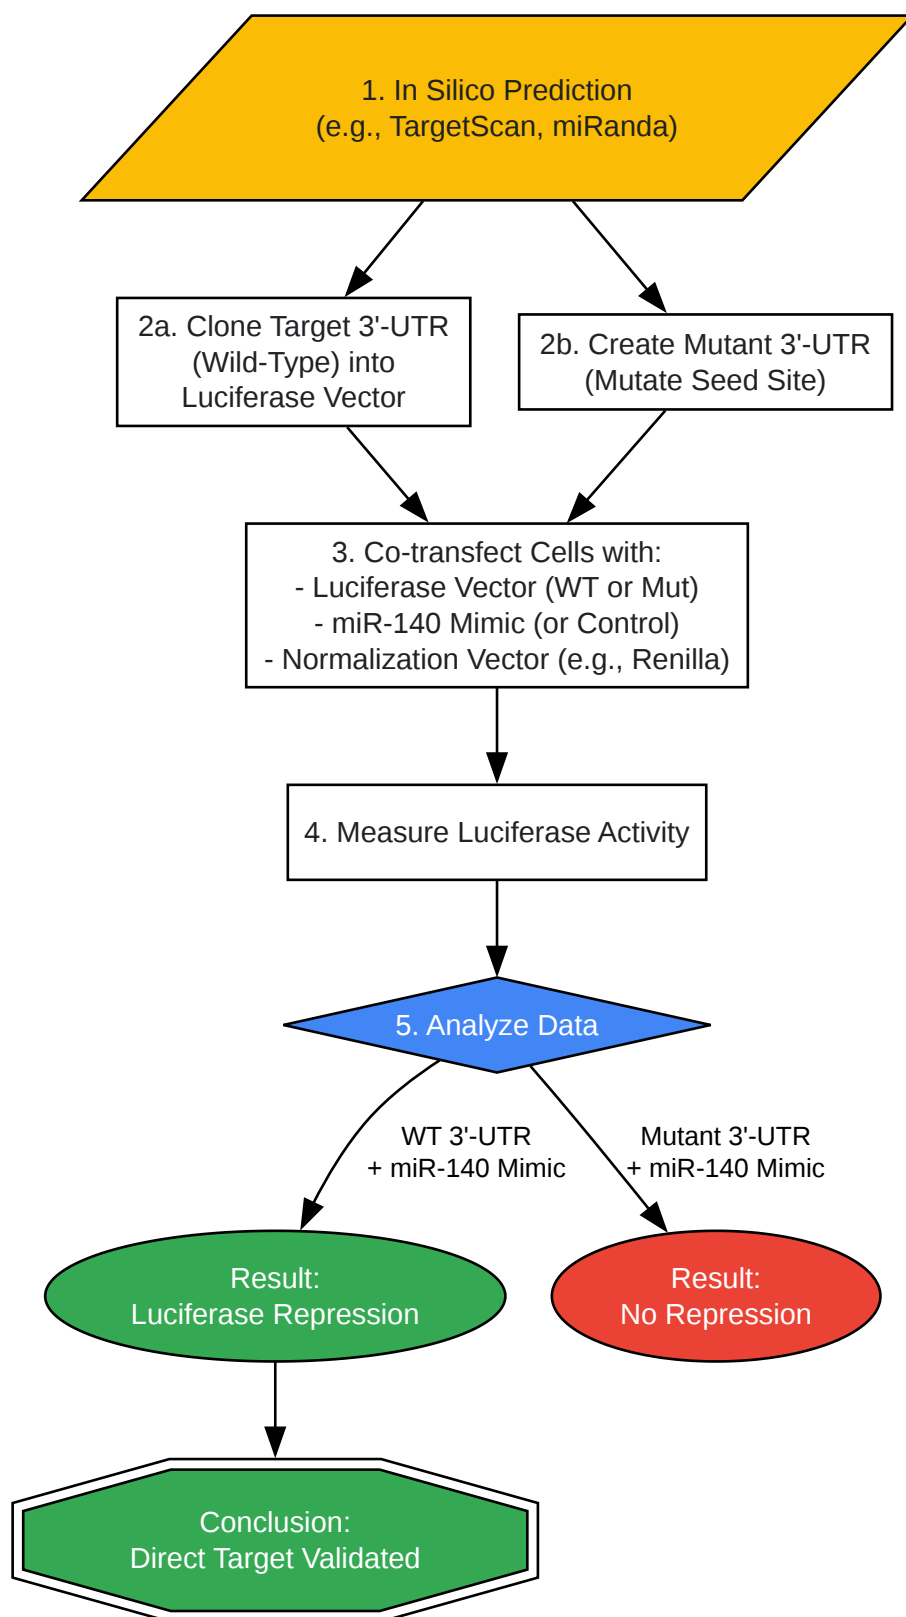 1. In Silico Prediction
(e.g., TargetScan, miRanda)
2a. Clone Target 3'-UTR
(Wild-Type) into
Luciferase Vector
2b. Create Mutant 3'-UTR
(Mutate Seed Site)
3. Co-transfect Cells with:
- Luciferase Vector (WT or Mut)
- miR-140 Mimic (or Control)
- Normalization Vector (e.g., Renilla)
4. Measure Luciferase Activity
5. Analyze Data
WT 3'-UTR
+ miR-140 Mimic
Mutant 3'-UTR
+ miR-140 Mimic
Result:
Luciferase Repression
Result:
No Repression
Conclusion:
Direct Target Validated